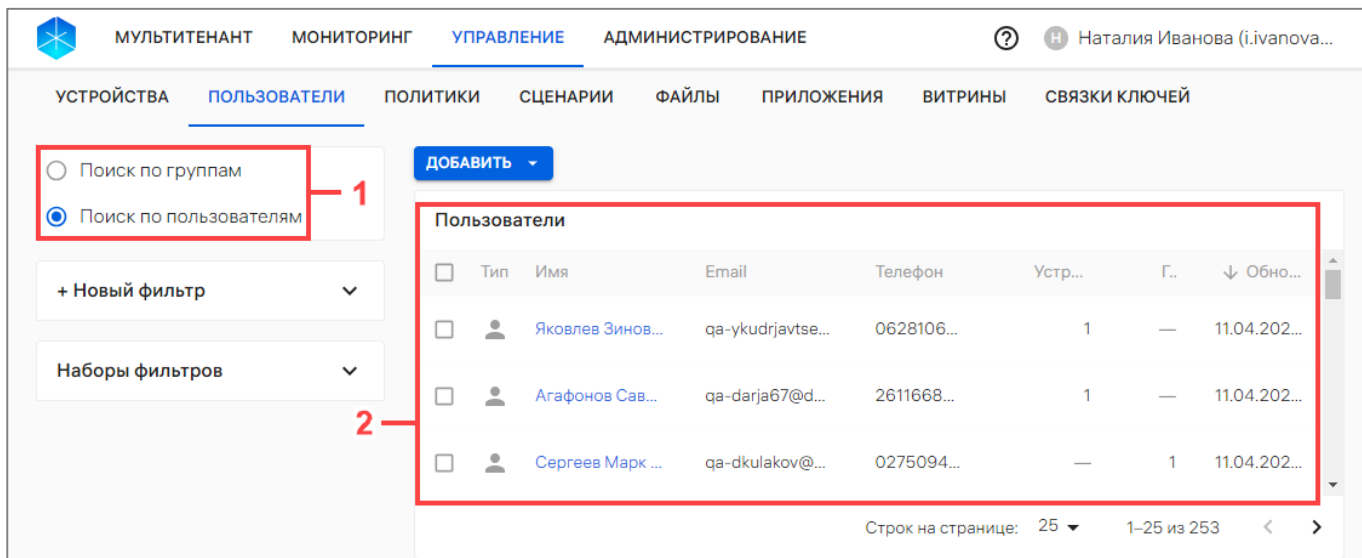 МУЛЬТИТЕНАНТ МОНИТОРИНГ УПРАВЛЕНИЕ АДМИНИСТРИРОВАНИЕ ? Н Наталия Иванова (i.ivanova...
УСТРОЙСТВА ПОЛЬЗОВАТЕЛИ ПОЛИТИКИ СЦЕНАРИИ ФАЙЛЫ ПРИЛОЖЕНИЯ ВИТРИНЫ СВЯЗКИ КЛЮЧЕЙ
Поиск по группам
Поиск по пользователям
1
+ Новый фильтр
Наборы фильтров
ДОБАВИТЬ
2
Пользователи
Тип Имя Email Телефон Устр... Г.. ↓ Обно...
Яковлев Зинов... qa-ykudrjavtse... 0628106... 1 — 11.04.202...
Агафонов Сав... qa-darja67@d... 2611668... 1 — 11.04.202...
Сергеев Марк ... qa-dkulakov@... 0275094... — 1 11.04.202...
Строк на странице: 25 1–25 из 253 < >